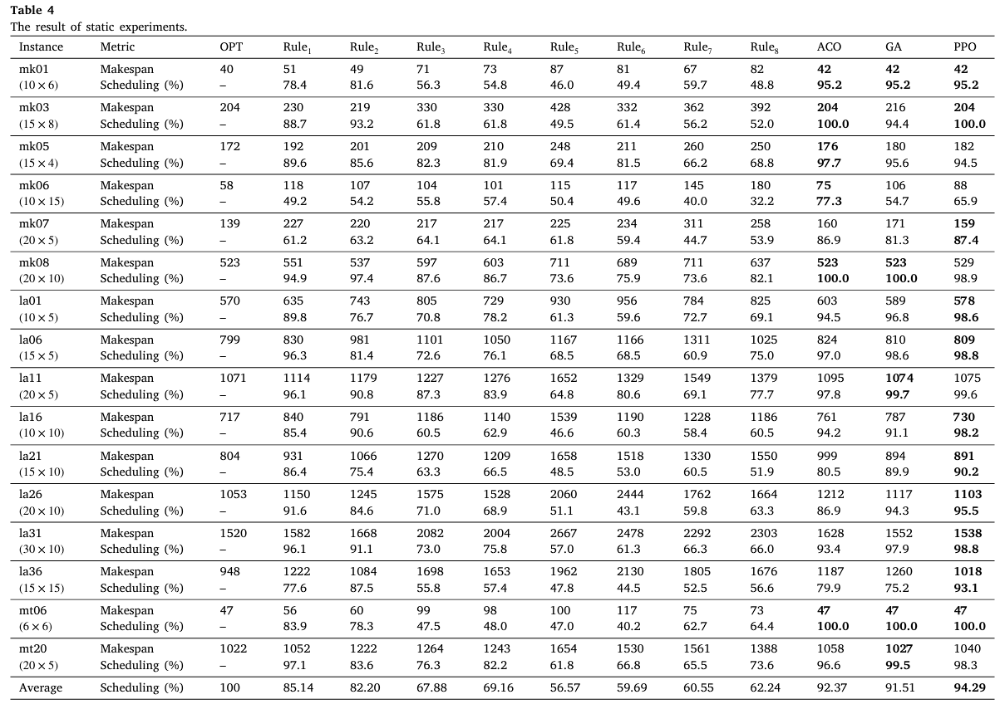 Table 4
The result of static experiments.
Instance Metric OPT Rule₁ Rule₂ Rule₃ Rule₄ Rule₅ Rule₆ Rule₇ Rule₈ ACO GA PPO
mk01 Makespan 40 51 49 71 73 87 81 67 82 42 42 42
(10 × 6) Scheduling (%) – 78.4 81.6 56.3 54.8 46.0 49.4 59.7 48.8 95.2 95.2 95.2
mk03 Makespan 204 230 219 330 330 428 332 362 392 204 216 204
(15 × 8) Scheduling (%) – 88.7 93.2 61.8 61.8 49.5 61.4 56.2 52.0 100.0 94.4 100.0
mk05 Makespan 172 192 201 209 210 248 211 260 250 176 180 182
(15 × 4) Scheduling (%) – 89.6 85.6 82.3 81.9 69.4 81.5 66.2 68.8 97.7 95.6 94.5
mk06 Makespan 58 118 107 104 101 115 117 145 180 75 106 88
(10 × 15) Scheduling (%) – 49.2 54.2 55.8 57.4 50.4 49.6 40.0 32.2 77.3 54.7 65.9
mk07 Makespan 139 227 220 217 217 225 234 311 258 160 171 159
(20 × 5) Scheduling (%) – 61.2 63.2 64.1 64.1 61.8 59.4 44.7 53.9 86.9 81.3 87.4
mk08 Makespan 523 551 537 597 603 711 689 711 637 523 523 529
(20 × 10) Scheduling (%) – 94.9 97.4 87.6 86.7 73.6 75.9 73.6 82.1 100.0 100.0 98.9
la01 Makespan 570 635 743 805 729 930 956 784 825 603 589 578
(10 × 5) Scheduling (%) – 89.8 76.7 70.8 78.2 61.3 59.6 72.7 69.1 94.5 96.8 98.6
la06 Makespan 799 830 981 1101 1050 1167 1166 1311 1025 824 810 809
(15 × 5) Scheduling (%) – 96.3 81.4 72.6 76.1 68.5 68.5 60.9 75.0 97.0 98.6 98.8
la11 Makespan 1071 1114 1179 1227 1276 1652 1329 1549 1379 1095 1074 1075
(20 × 5) Scheduling (%) – 96.1 90.8 87.3 83.9 64.8 80.6 69.1 77.7 97.8 99.7 99.6
la16 Makespan 717 840 791 1186 1140 1539 1190 1228 1186 761 787 730
(10 × 10) Scheduling (%) – 85.4 90.6 60.5 62.9 46.6 60.3 58.4 60.5 94.2 91.1 98.2
la21 Makespan 804 931 1066 1270 1209 1658 1518 1330 1550 999 894 891
(15 × 10) Scheduling (%) – 86.4 75.4 63.3 66.5 48.5 53.0 60.5 51.9 80.5 89.9 90.2
la26 Makespan 1053 1150 1245 1575 1528 2060 2444 1762 1664 1212 1117 1103
(20 × 10) Scheduling (%) – 91.6 84.6 71.0 68.9 51.1 43.1 59.8 63.3 86.9 94.3 95.5
la31 Makespan 1520 1582 1668 2082 2004 2667 2478 2292 2303 1628 1552 1538
(30 × 10) Scheduling (%) – 96.1 91.1 73.0 75.8 57.0 61.3 66.3 66.0 93.4 97.9 98.8
la36 Makespan 948 1222 1084 1698 1653 1962 2130 1805 1676 1187 1260 1018
(15 × 15) Scheduling (%) – 77.6 87.5 55.8 57.4 47.8 44.5 52.5 56.6 79.9 75.2 93.1
mt06 Makespan 47 56 60 99 98 100 117 75 73 47 47 47
(6 × 6) Scheduling (%) – 83.9 78.3 47.5 48.0 47.0 40.2 62.7 64.4 100.0 100.0 100.0
mt20 Makespan 1022 1052 1222 1264 1243 1654 1530 1561 1388 1058 1027 1040
(20 × 5) Scheduling (%) – 97.1 83.6 76.3 82.2 61.8 66.8 65.5 73.6 96.6 99.5 98.3
Average Scheduling (%) 100 85.14 82.20 67.88 69.16 56.57 59.69 60.55 62.24 92.37 91.51 94.29